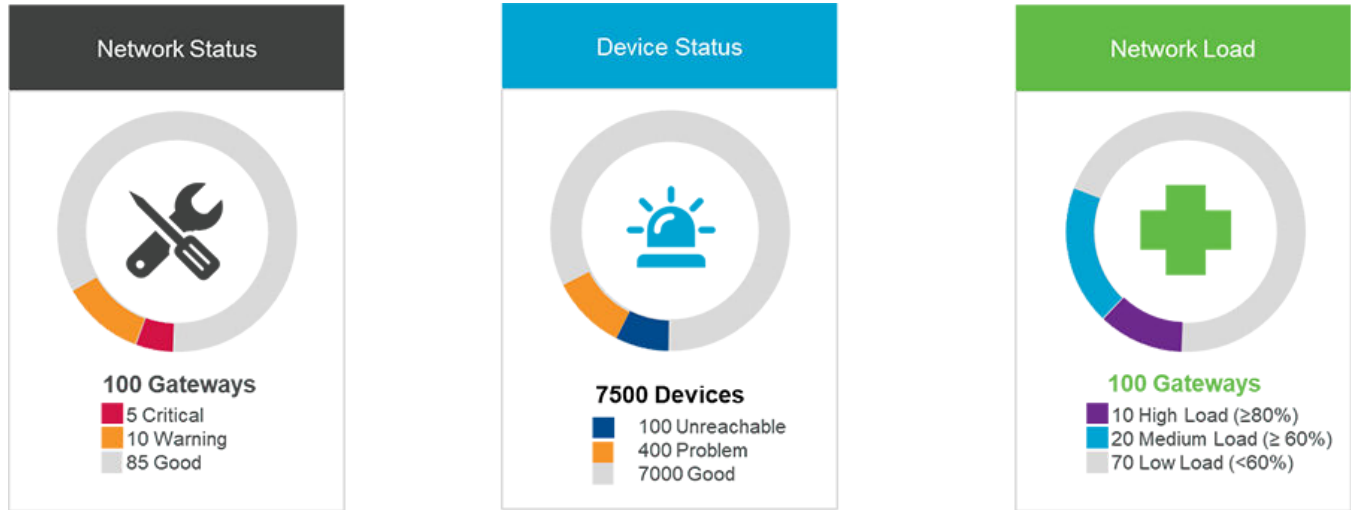 Network Status
100 Gateways
5 Critical
10 Warning
85 Good
Device Status
7500 Devices
100 Unreachable
400 Problem
7000 Good
Network Load
100 Gateways
10 High Load (≥80%)
20 Medium Load (≥ 60%)
70 Low Load (<60%)